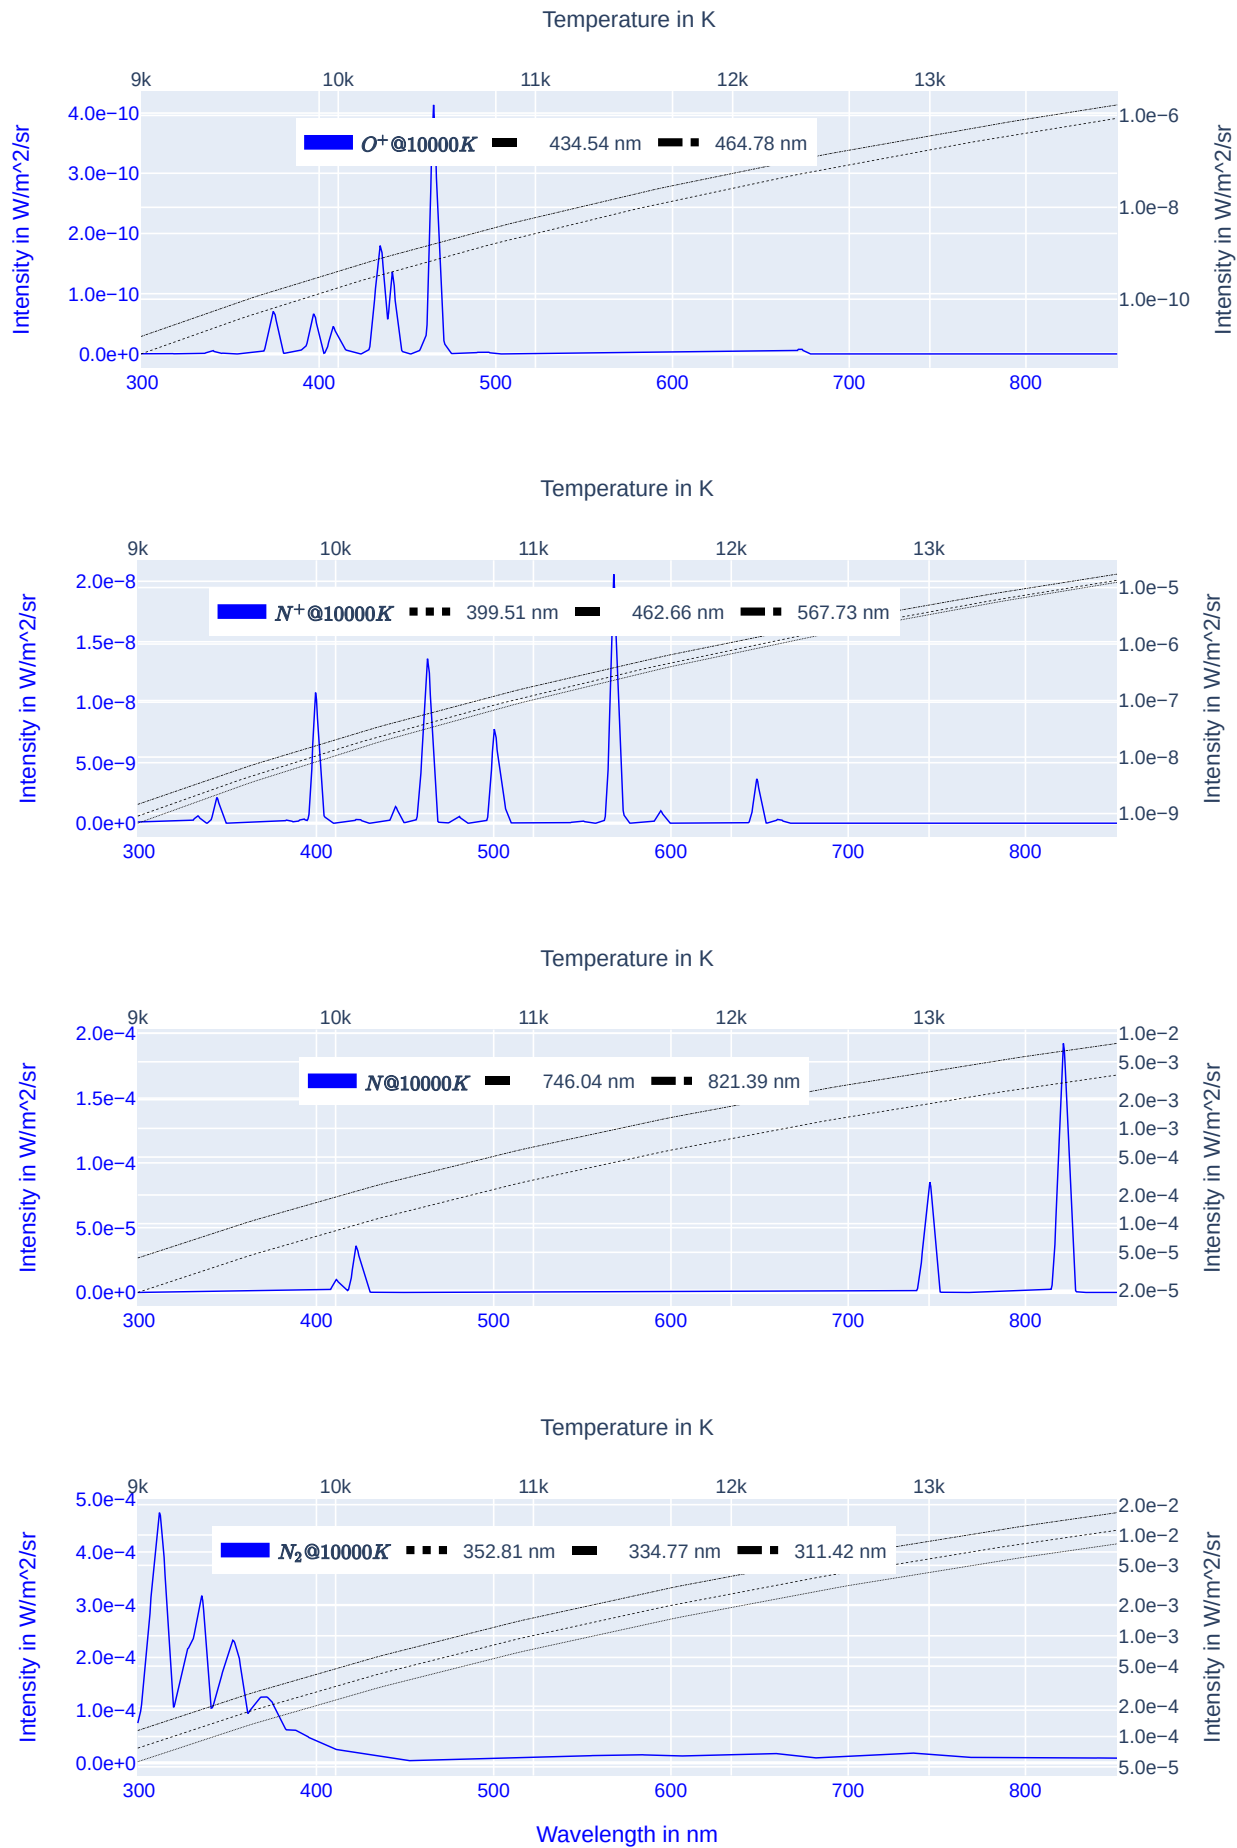 Temperature in K
9k 10k 11k 12k 13k
4.0e−10
3.0e−10
2.0e−10
1.0e−10
0.0e+0
Intensity in W/m^2/sr
O⁺@10000K 434.54 nm 464.78 nm
1.0e−6
1.0e−8
1.0e−10
Intensity in W/m^2/sr
300 400 500 600 700 800
Temperature in K
9k 10k 11k 12k 13k
2.0e−8
1.5e−8
1.0e−8
5.0e−9
0.0e+0
Intensity in W/m^2/sr
N⁺@10000K 399.51 nm 462.66 nm 567.73 nm
1.0e−5
1.0e−6
1.0e−7
1.0e−8
1.0e−9
Intensity in W/m^2/sr
300 400 500 600 700 800
Temperature in K
9k 10k 11k 12k 13k
2.0e−4
1.5e−4
1.0e−4
5.0e−5
0.0e+0
Intensity in W/m^2/sr
N@10000K 746.04 nm 821.39 nm
1.0e−2
5.0e−3
2.0e−3
1.0e−3
5.0e−4
2.0e−4
1.0e−4
5.0e−5
2.0e−5
Intensity in W/m^2/sr
300 400 500 600 700 800
Temperature in K
9k 10k 11k 12k 13k
5.0e−4
4.0e−4
3.0e−4
2.0e−4
1.0e−4
0.0e+0
Intensity in W/m^2/sr
N₂@10000K 352.81 nm 334.77 nm 311.42 nm
2.0e−2
1.0e−2
5.0e−3
2.0e−3
1.0e−3
5.0e−4
2.0e−4
1.0e−4
5.0e−5
Intensity in W/m^2/sr
300 400 500 600 700 800
Wavelength in nm